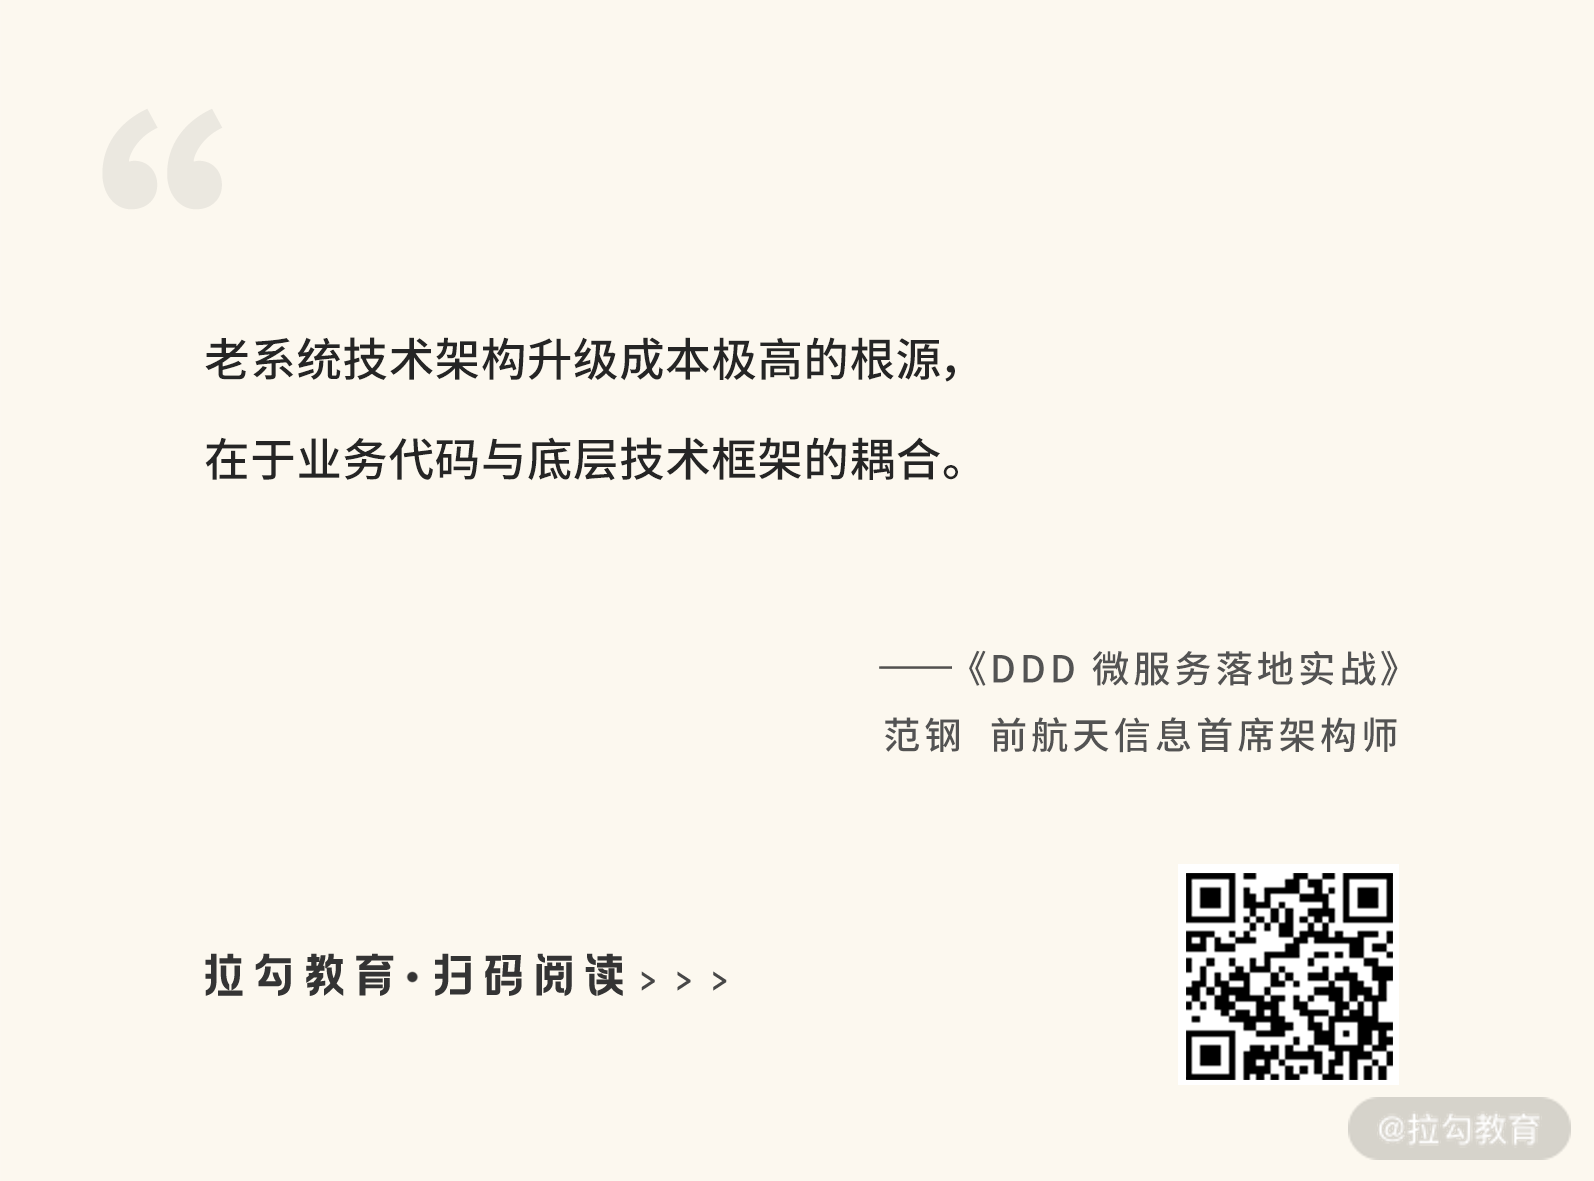 “
老系统技术架构升级成本极高的根源，
在于业务代码与底层技术框架的耦合。
——《DDD 微服务落地实战》
范钢 前航天信息首席架构师
拉勾教育·扫码阅读 > > >
@拉勾教育